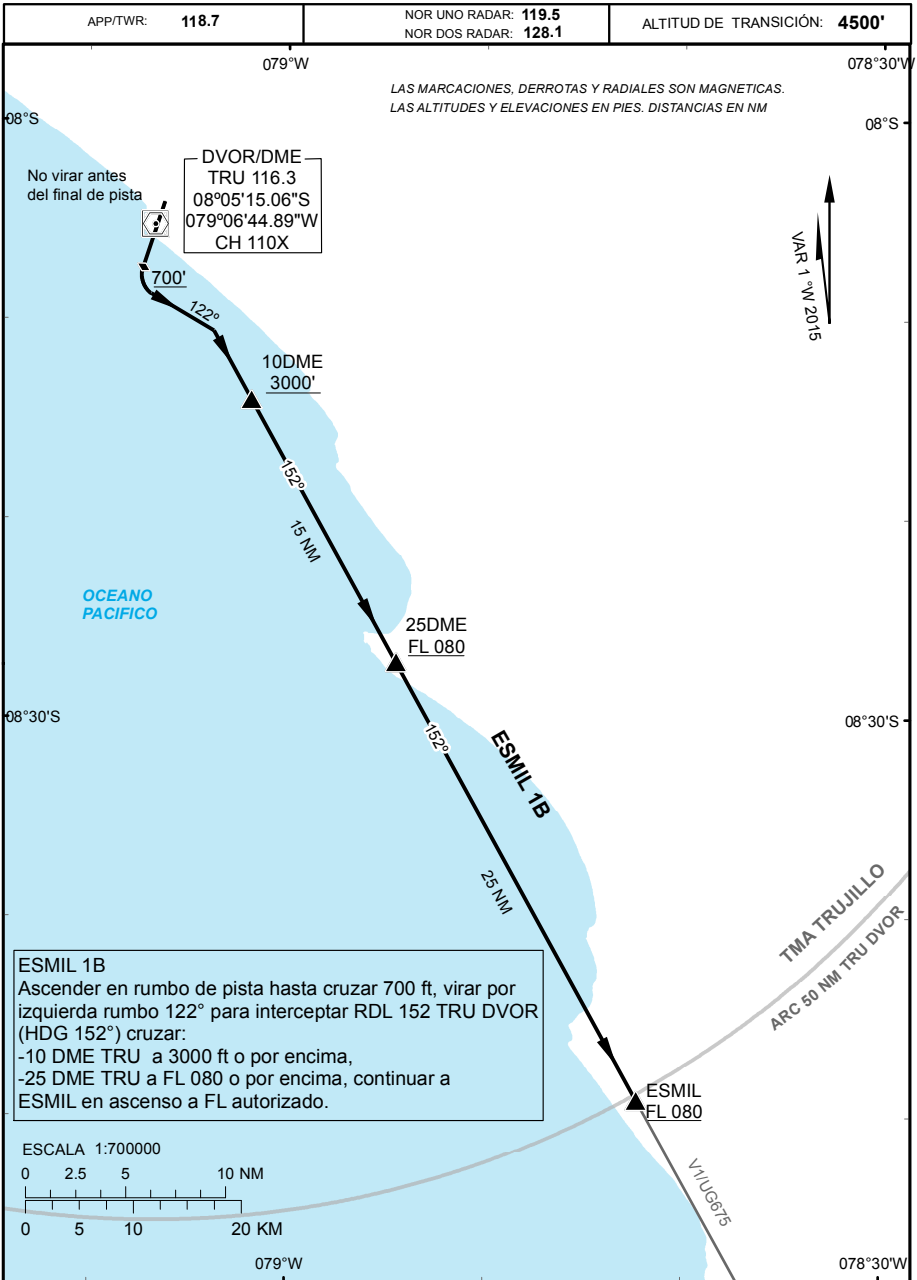 APP/TWR: 118.7
NOR UNO RADAR: 119.5
NOR DOS RADAR: 128.1
ALTITUD DE TRANSICIÓN: 4500'
079°W
078°30'W
LAS MARCACIONES, DERROTAS Y RADIALES SON MAGNETICAS.
LAS ALTITUDES Y ELEVACIONES EN PIES. DISTANCIAS EN NM
08°S
08°S
No virar antes
del final de pista
DVOR/DME
TRU 116.3
08º05'15.06"S
079º06'44.89"W
CH 110X
VAR 1 °W 2015
700'
122°
10DME
3000'
152º
15 NM
OCEANO
PACIFICO
25DME
FL 080
08°30'S
08°30'S
152º
ESMIL 1B
25 NM
TMA TRUJILLO
ARC 50 NM TRU DVOR
ESMIL 1B
Ascender en rumbo de pista hasta cruzar 700 ft, virar por
izquierda rumbo 122° para interceptar RDL 152 TRU DVOR
(HDG 152°) cruzar:
-10 DME TRU a 3000 ft o por encima,
-25 DME TRU a FL 080 o por encima, continuar a
ESMIL en ascenso a FL autorizado.
ESMIL
FL 080
V1/UG675
ESCALA 1:700000
0 2.5 5 10 NM
0 5 10 20 KM
079°W
078°30'W